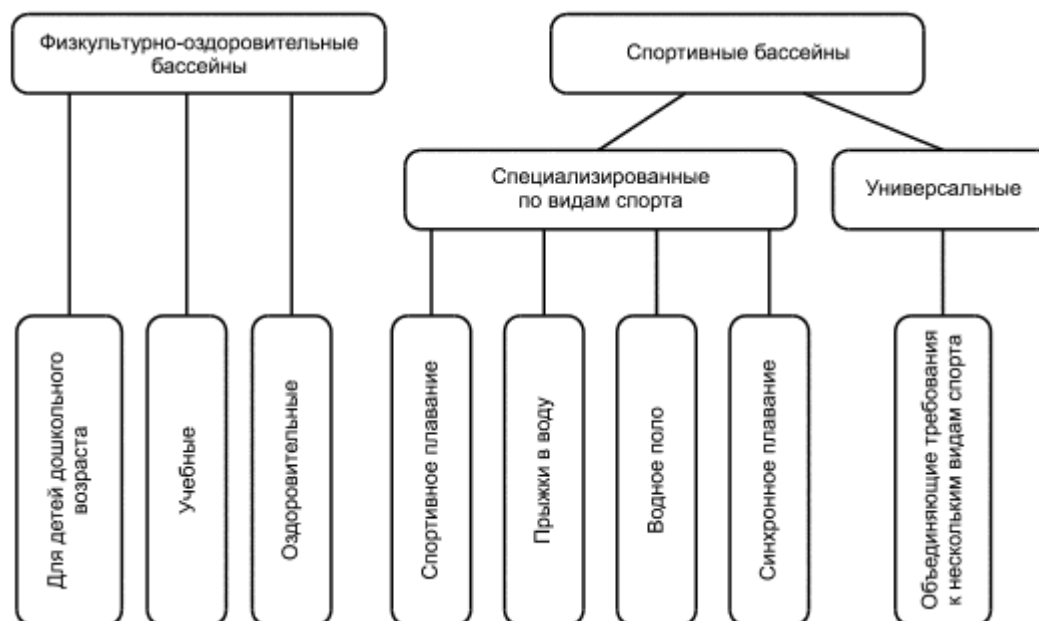 Физкультурно-оздоровительные
бассейны
Спортивные бассейны
Специализированные
по видам спорта
Универсальные
Для детей дошкольного
возраста
Учебные
Оздоровительные
Спортивное плавание
Прыжки в воду
Водное поло
Синхронное плавание
Объединяющие требования
к нескольким видам спорта